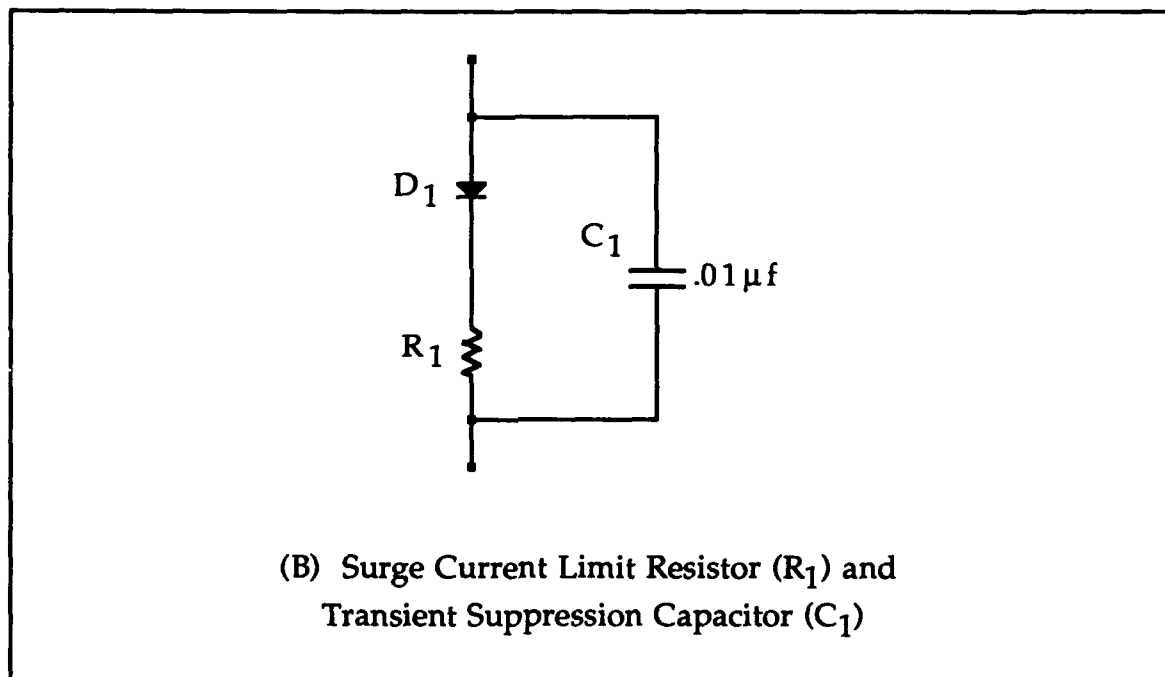 D1
C1
.01μf
R1
(B) Surge Current Limit Resistor (R1) and
Transient Suppression Capacitor (C1)